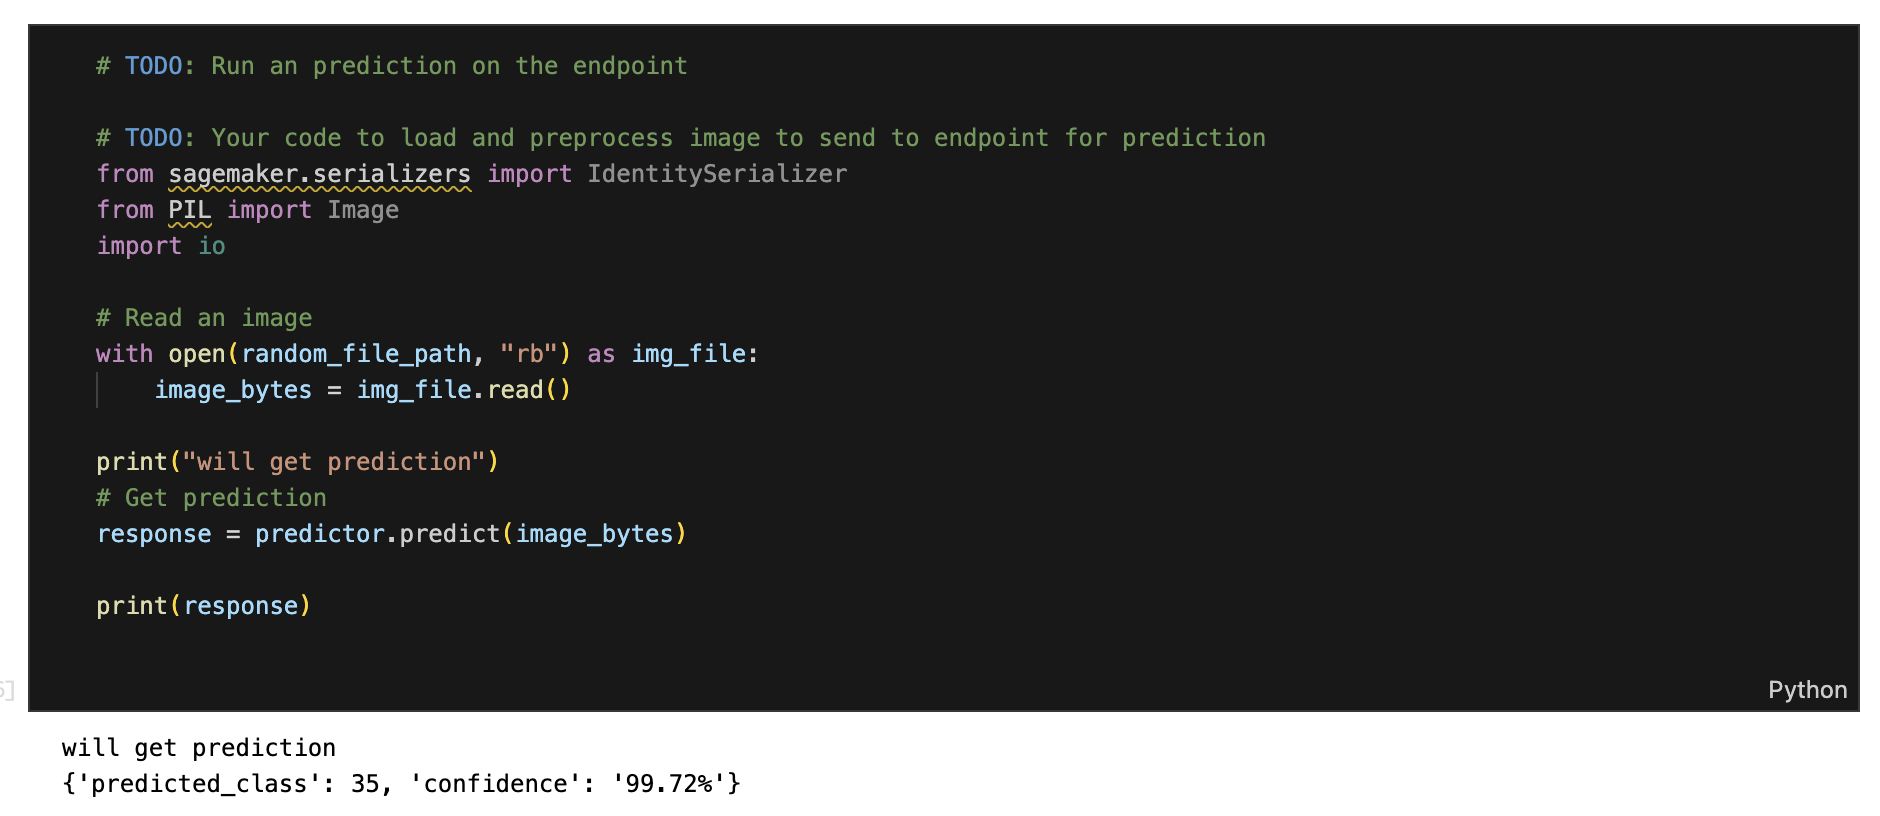 # TODO: Run an prediction on the endpoint
# TODO: Your code to load and preprocess image to send to endpoint for prediction
from sagemaker.serializers import IdentitySerializer
from PIL import Image
import io
# Read an image
with open(random_file_path, "rb") as img_file:
    image_bytes = img_file.read()
print("will get prediction")
# Get prediction
response = predictor.predict(image_bytes)
print(response)
Python
will get prediction
{'predicted_class': 35, 'confidence': '99.72%'}